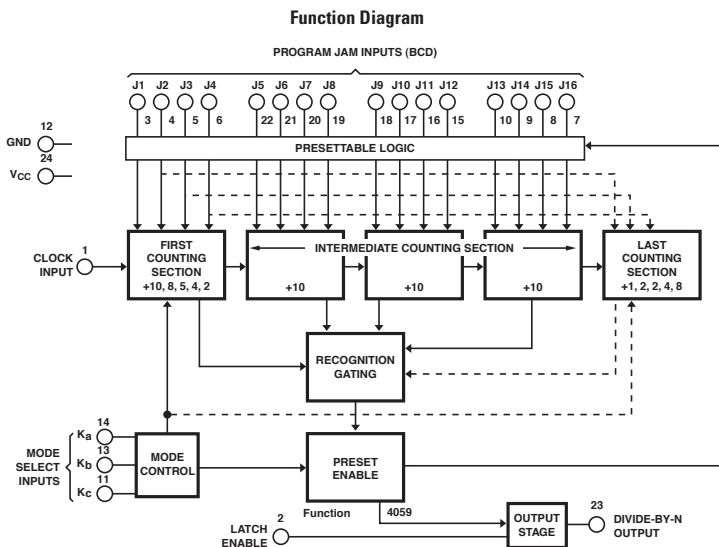 Function Diagram
PROGRAM JAM INPUTS (BCD)
J1 J2 J3 J4 J5 J6 J7 J8 J9 J10 J11 J12 J13 J14 J15 J16
3 4 5 6 22 21 20 19 18 17 16 15 10 9 8 7
12
GND
PRESETTABLE LOGIC
24
VCC
CLOCK
INPUT
1
FIRST
COUNTING
SECTION
+10, 8, 5, 4, 2
INTERMEDIATE COUNTING SECTION
+10 +10 +10
LAST
COUNTING
SECTION
+1, 2, 2, 4, 8
RECOGNITION
GATING
MODE
SELECT
INPUTS
14
Ka
13
Kb
11
Kc
MODE
CONTROL
PRESET
ENABLE
Function 4059
2
LATCH
ENABLE
OUTPUT
STAGE
23
DIVIDE-BY-N
OUTPUT